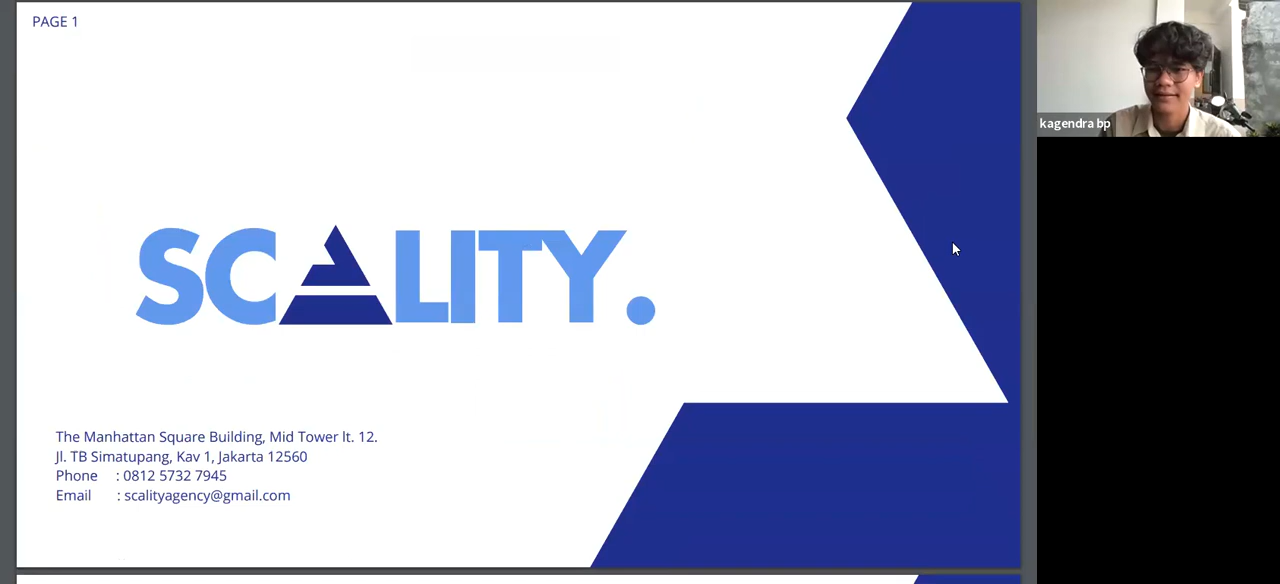 PAGE 1
kagendra bp
SCALITY.
The Manhattan Square Building, Mid Tower lt. 12.
Jl. TB Simatupang, Kav 1, Jakarta 12560
Phone : 0812 5732 7945
Email : scalityagency@gmail.com